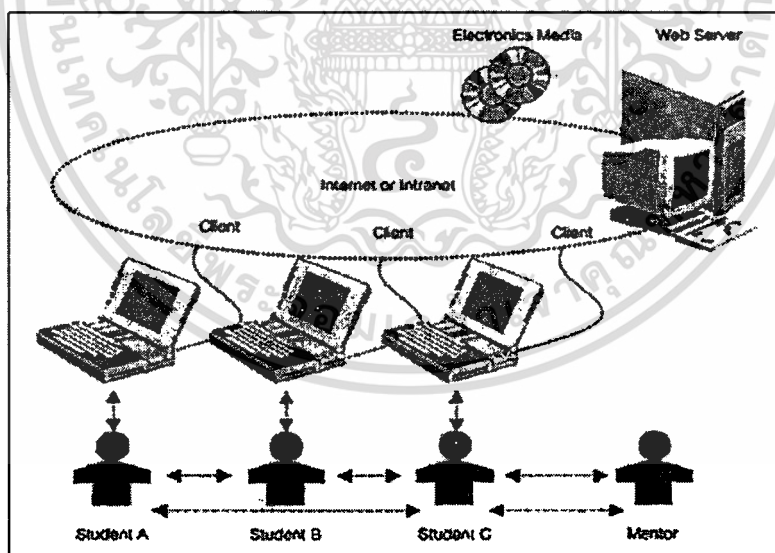 Electronics Media
Web Server
Internet or Intranet
Client
Client
Client
Student A
Student B
Student C
Mentor